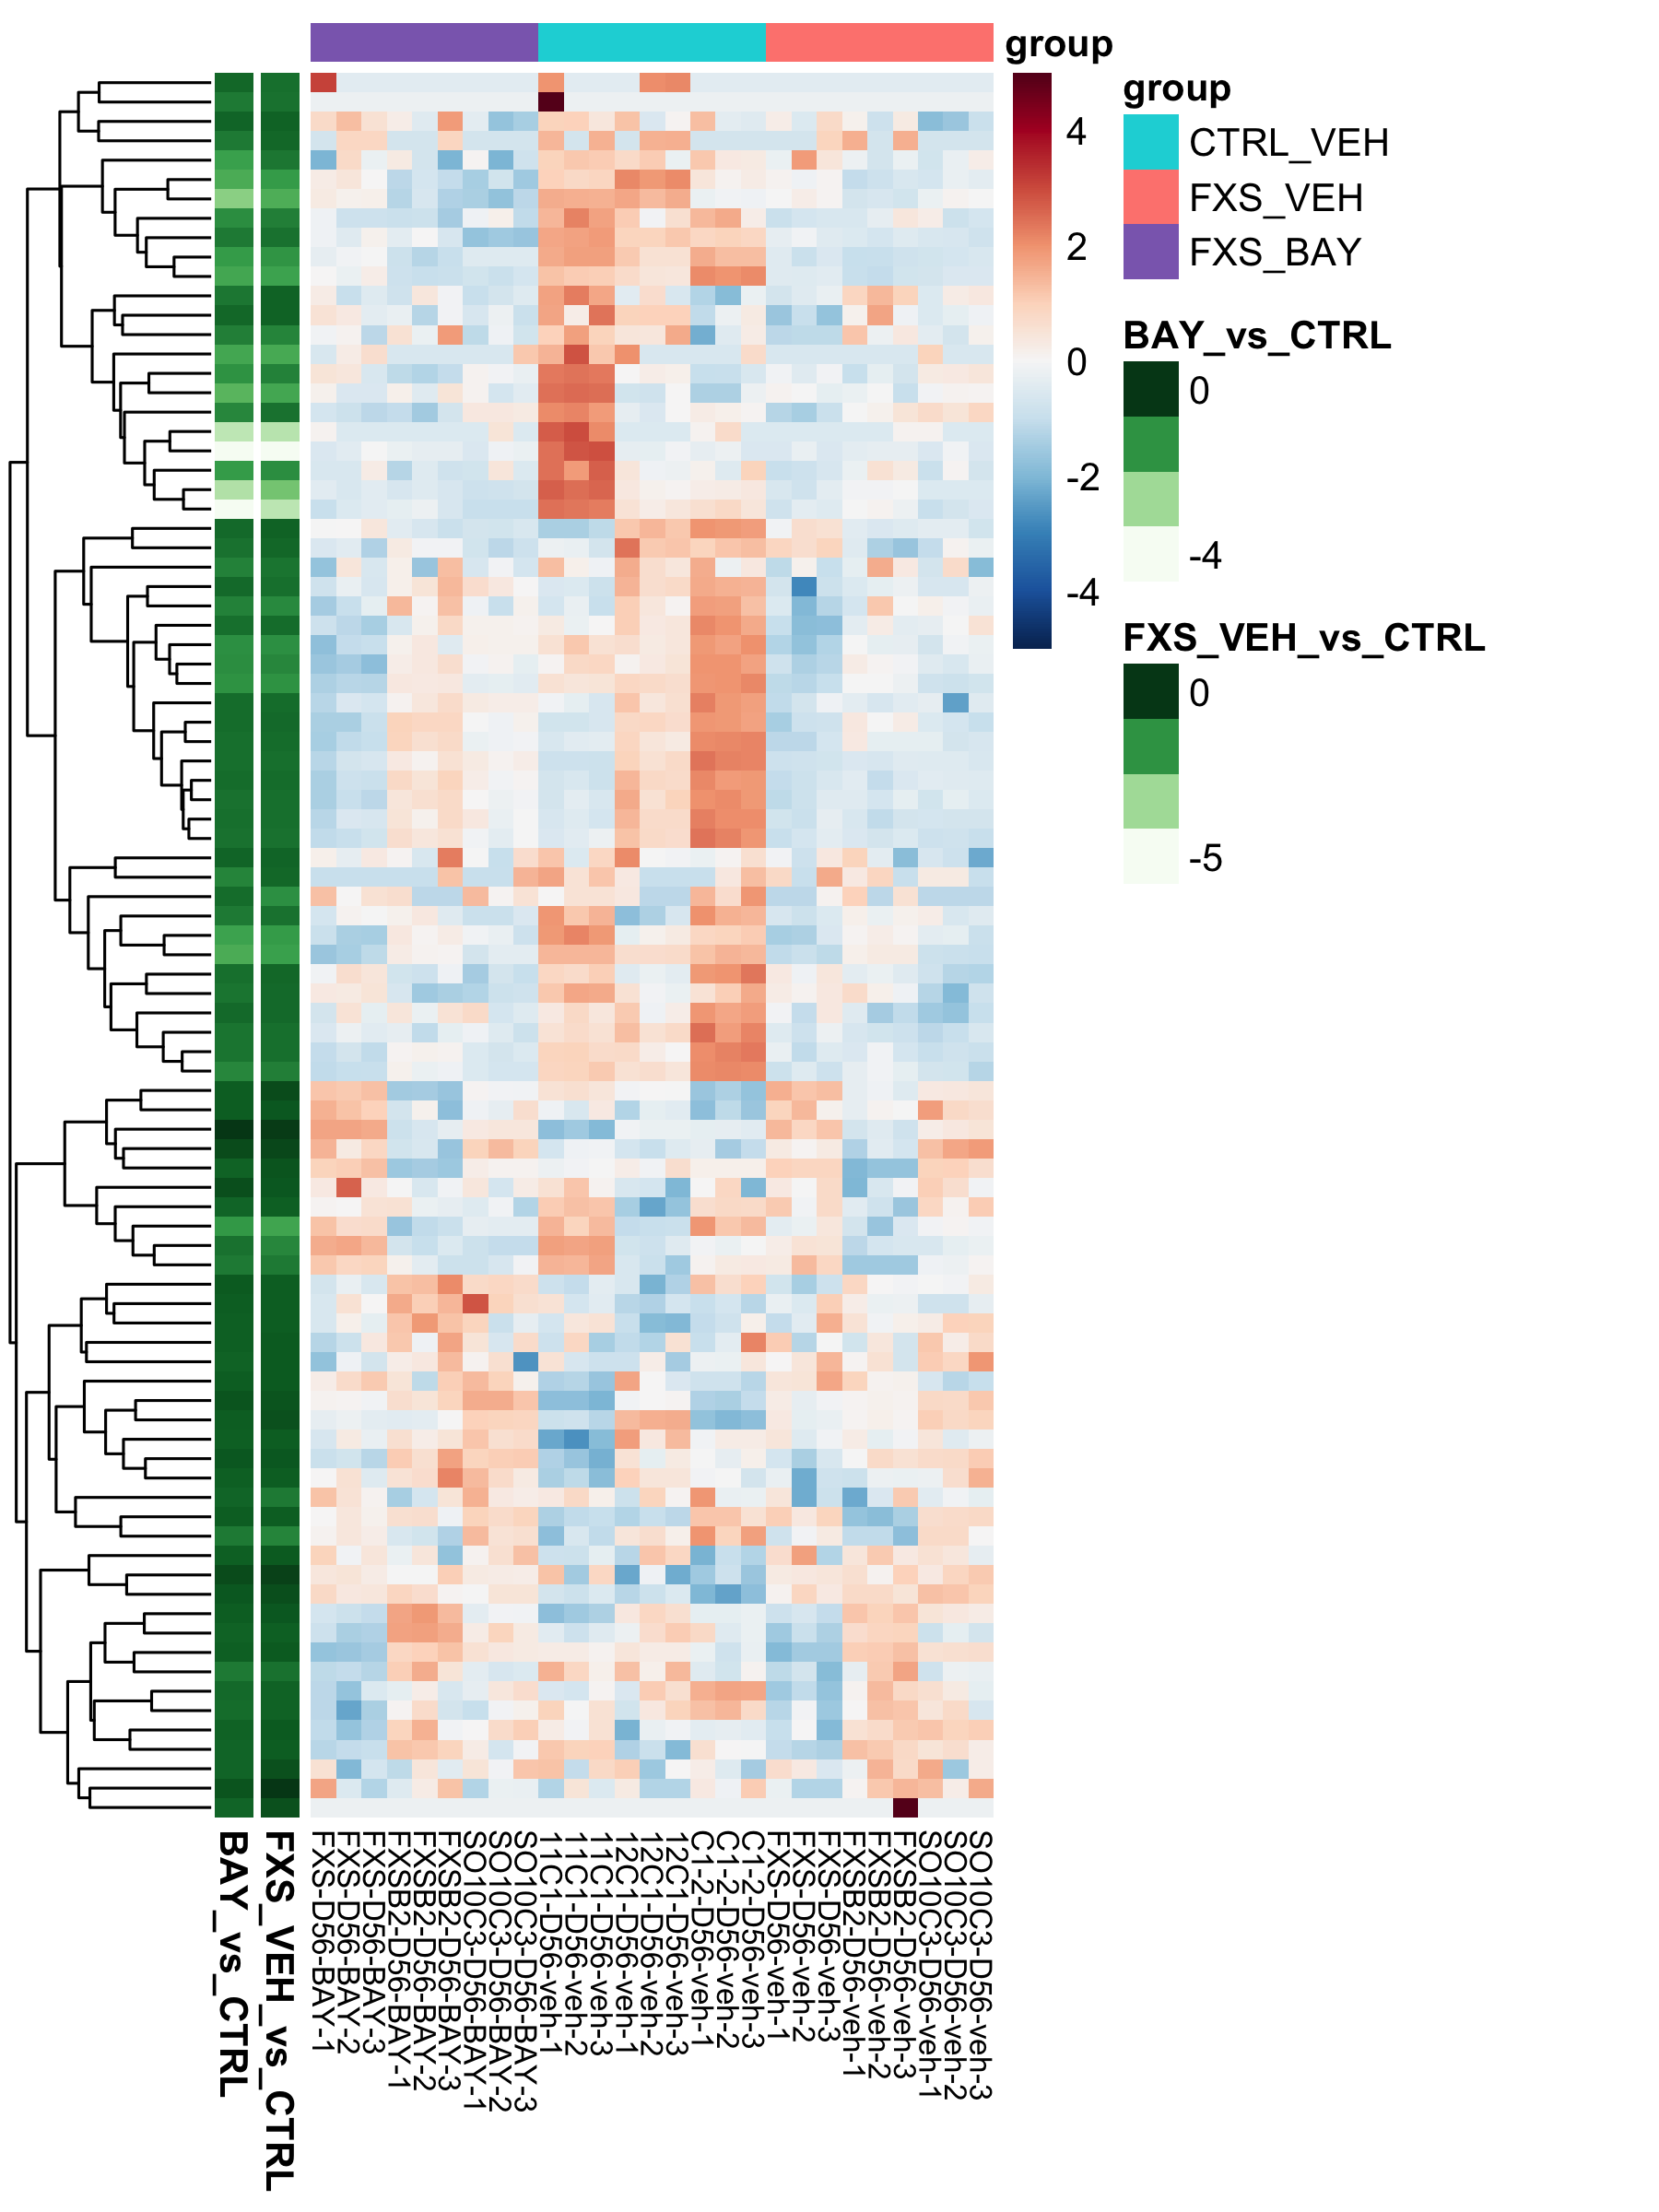 group
4
2
0
-2
-4
group
CTRL_VEH
FXS_VEH
FXS_BAY
BAY_vs_CTRL
0
-4
FXS_VEH_vs_CTRL
0
-5
BAY_vs_CTRL
FXS_VEH_vs_CTRL
FXS-D56-BAY-1
FXS-D56-BAY-2
FXS-D56-BAY-3
FXSB2-D56-BAY-1
FXSB2-D56-BAY-2
FXSB2-D56-BAY-3
SO10C3-D56-BAY-1
SO10C3-D56-BAY-2
SO10C3-D56-BAY-3
11C1-D56-veh-1
11C1-D56-veh-2
11C1-D56-veh-3
12C1-D56-veh-1
12C1-D56-veh-2
12C1-D56-veh-3
C1-2-D56-veh-1
C1-2-D56-veh-2
C1-2-D56-veh-3
FXS-D56-veh-1
FXS-D56-veh-2
FXS-D56-veh-3
FXSB2-D56-veh-1
FXSB2-D56-veh-2
FXSB2-D56-veh-3
SO10C3-D56-veh-1
SO10C3-D56-veh-2
SO10C3-D56-veh-3